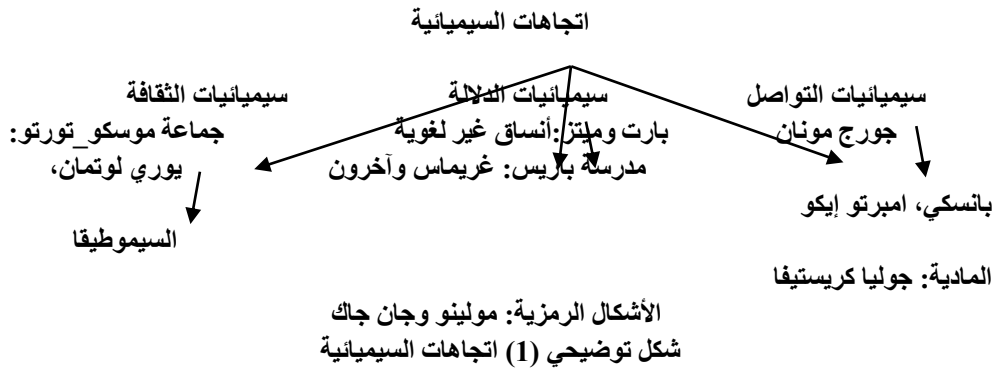 اتجاهات السيميائية
سيميائيات التواصل سيميائيات الدلالة سيميائيات الثقافة
جورج مونان بارت وميتز:أنساق غير لغوية جماعة موسكو_تورتو:
مدرسة باريس: غريماس وآخرون يوري لوتمان،
بانسكي، امبرتو إيكو
السيموطيقا
المادية: جوليا كريستيفا
الأشكال الرمزية: مولينو وجان جاك
شكل توضيحي (1) اتجاهات السيميائية